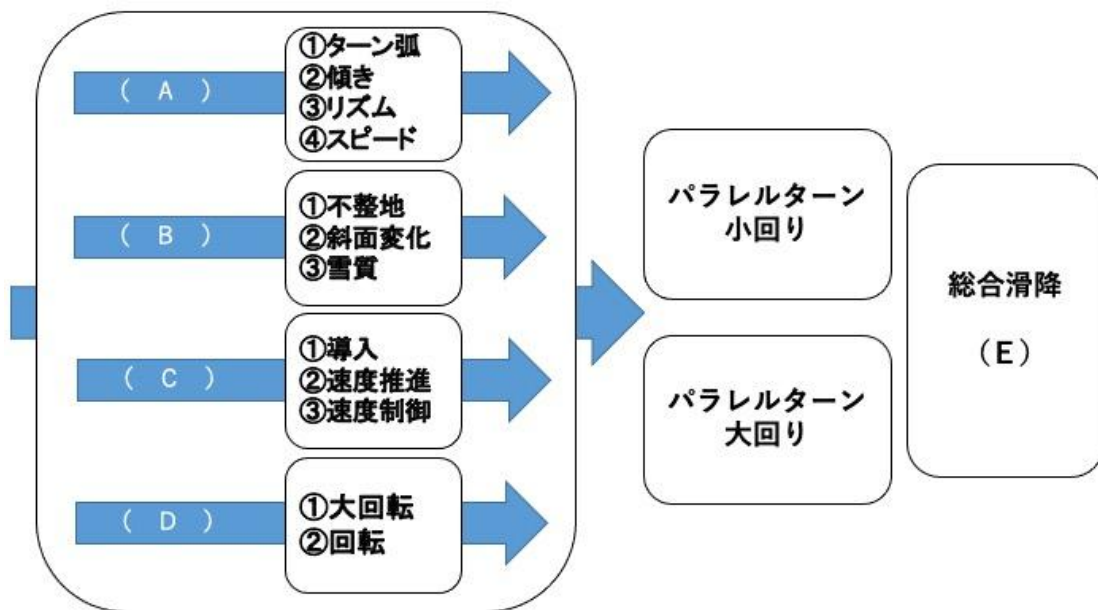 ( A )
①ターン弧
②傾き
③リズム
④スピード
( B )
①不整地
②斜面変化
③雪質
( C )
①導入
②速度推進
③速度制御
( D )
①大回転
②回転
パラレルターン
小回り
パラレルターン
大回り
総合滑降
(E)